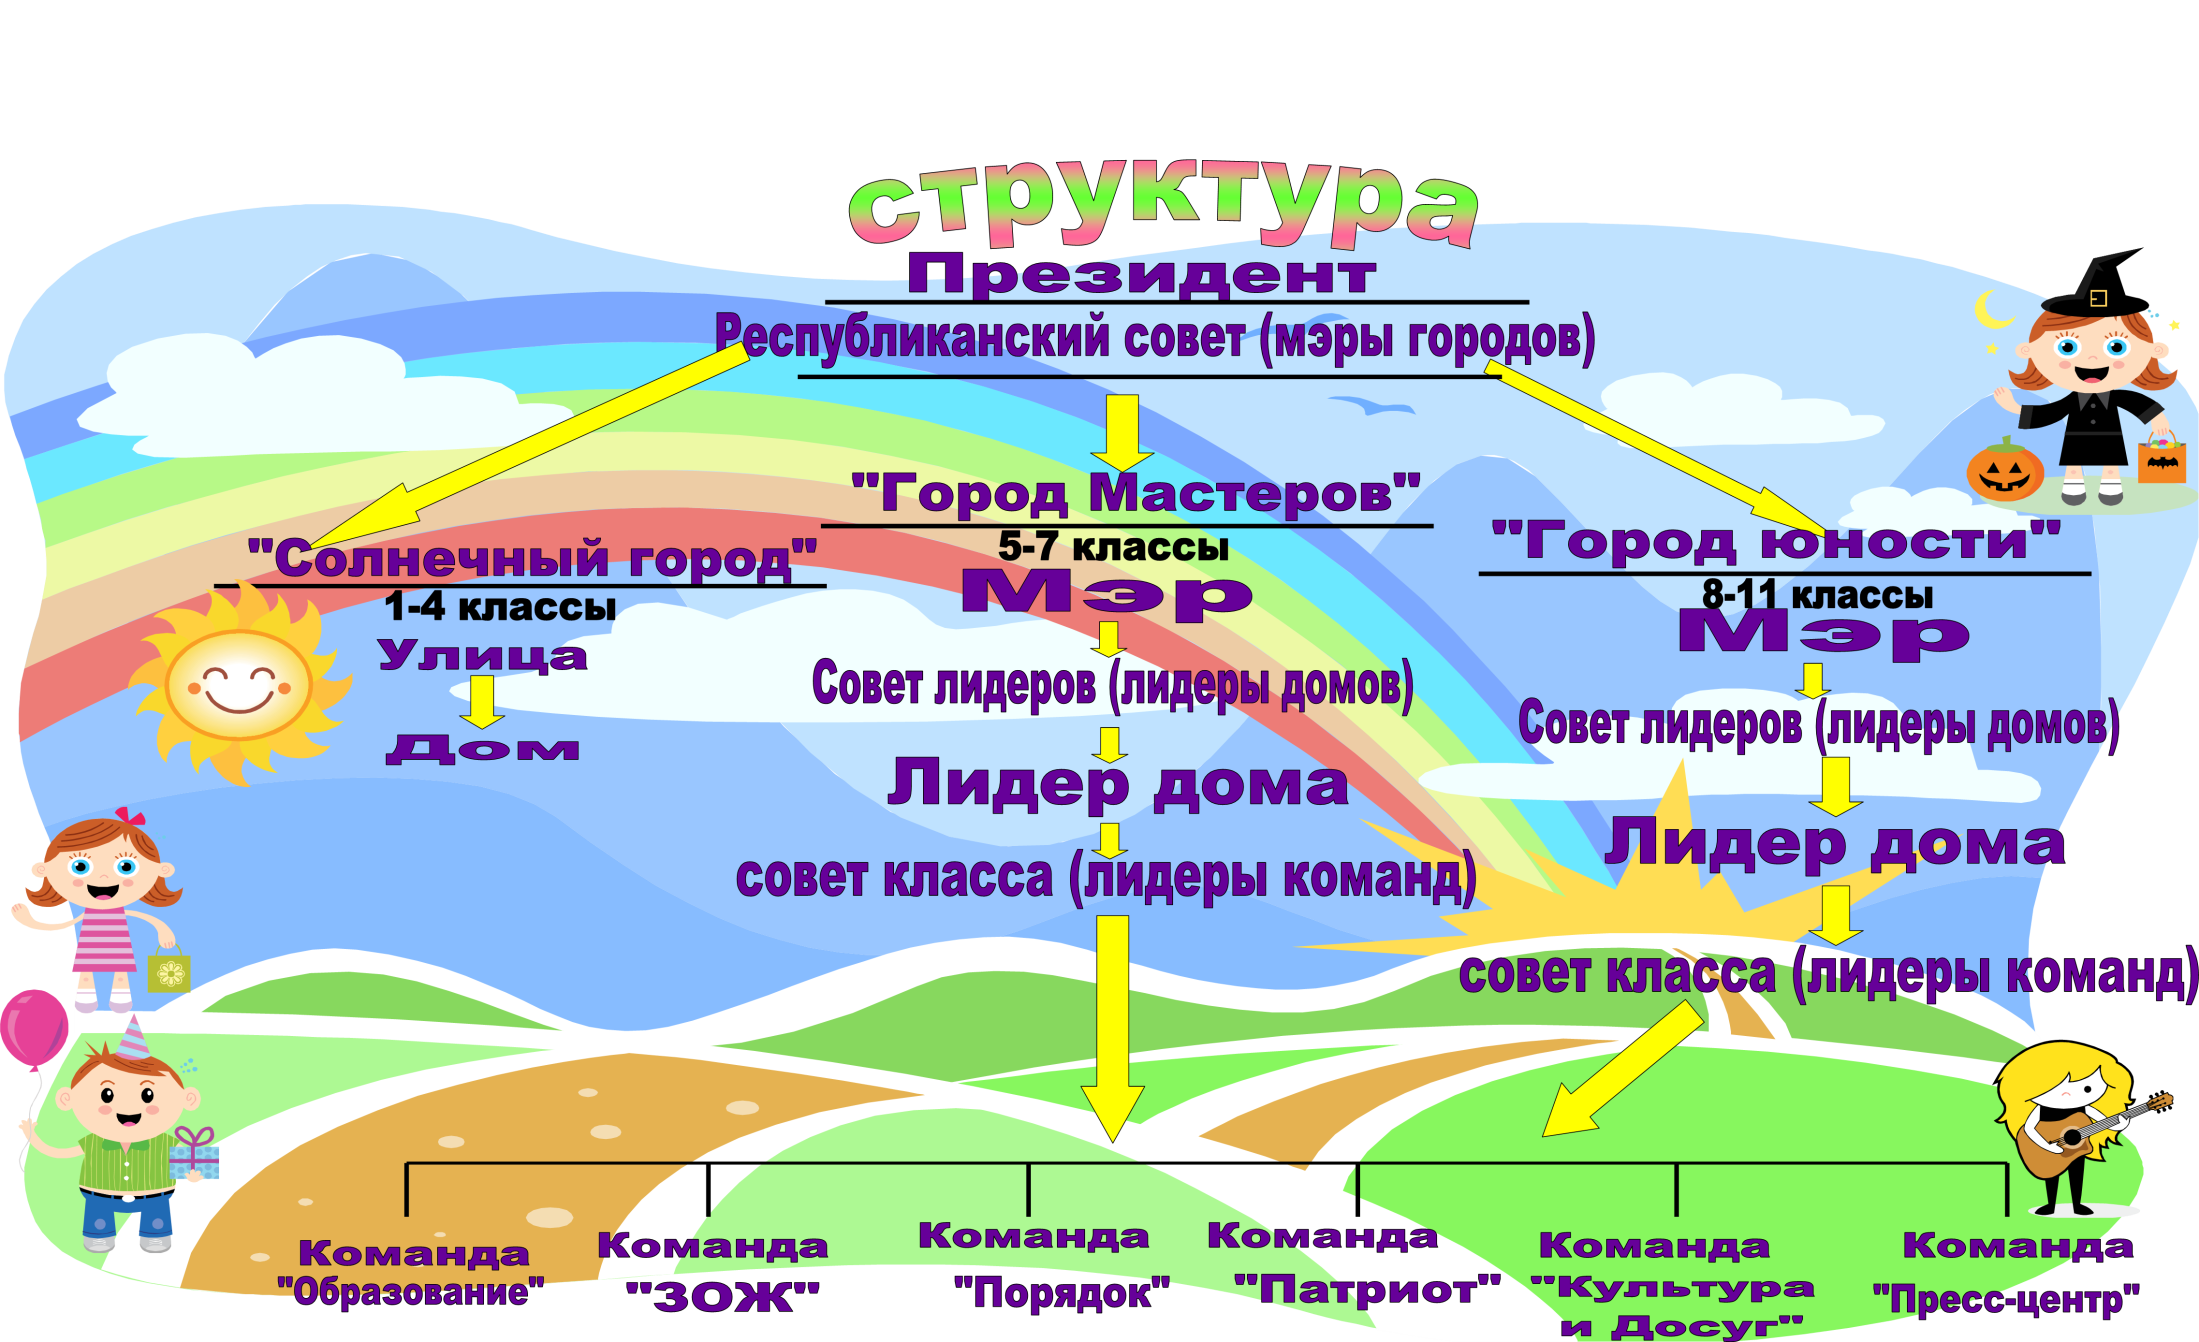 структура
Президент
Республиканский совет (мэры городов)
"Солнечный город"
1-4 классы
Улица
Дом
"Город Мастеров"
5-7 классы
Мэр
Совет лидеров (лидеры домов)
Лидер дома
совет класса (лидеры команд)
"Город юности"
8-11 классы
Мэр
Совет лидеров (лидеры домов)
Лидер дома
совет класса (лидеры команд)
Команда
"Образование"
Команда
"ЗОЖ"
Команда
"Порядок"
Команда
"Патриот"
Команда
"Культура
и Досуг"
Команда
"Пресс-центр"